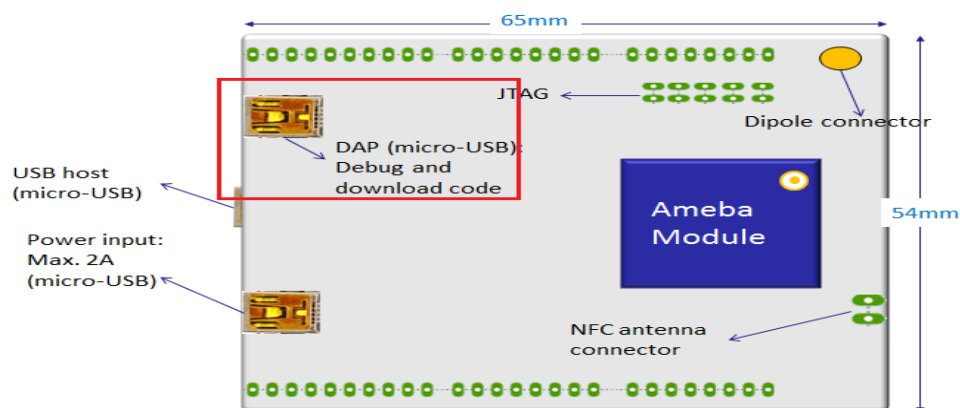 65mm
JTAG
Dipole connector
DAP (micro-USB):
Debug and
download code
USB host
(micro-USB)
Ameba
Module
54mm
Power input:
Max. 2A
(micro-USB)
NFC antenna
connector